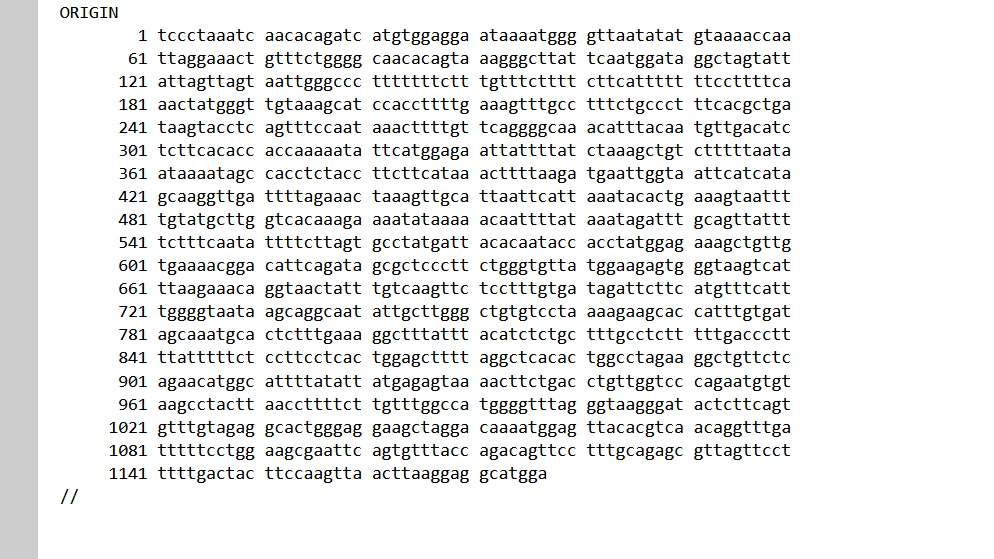 ORIGIN
1 tccctaaatc aacacagatc atgtggagga ataaaatggg gttaatatat gtaaaaccaa
61 ttaggaaact gtttctgggg caacacagta aagggcttat tcaatggata ggctagtatt
121 attagttagt aattgggccc tttttttctt tgtttctttt cttcattttt ttccttttca
181 aactatgggt tgtaaagcat ccaccttttg aaagtttgcc tttctgccct ttcacgctga
241 taagtacctc agtttccaat aaacttttgt tcaggggcaa acatttacaa tgttgacatc
301 tcttcacacc accaaaaata ttcatggaga attattttat ctaaagctgt ctttttaata
361 ataaaatagc cacctctacc ttcttcataa acttttaaga tgaattggta attcatcata
421 gcaaggttga ttttagaaac taaagttgca ttaattcatt aaatacactg aaagtaattt
481 tgtatgcttg gtcacaaaga aaatataaaa acaattttat aaatagattt gcagttattt
541 tctttcaata ttttcttagt gcctatgatt acacaatacc acctatggag aaagctgttg
601 tgaaaacgga cattcagata gcgctccctt ctgggtgtta tggaagagtg ggtaagtcat
661 ttaagaaaca ggtaactatt tgtcaagttc tcctttgtga tagattcttc atgtttcatt
721 tggggtaata agcaggcaat attgcttggg ctgtgtccta aaagaagcac catttgtgat
781 agcaaatgca ctctttgaaa ggctttattt acatctctgc tttgcctctt tttgaccctt
841 ttatttttct ccttcctcac tggagctttt aggctcacac tggcctagaa ggctgttctc
901 agaacatggc attttatatt atgagagtaa aacttctgac ctgttggtcc cagaatgtgt
961 aagcctactt aaccttttct tgtttggcca tggggtttag ggtaagggat actcttcagt
1021 gtttgtagag gcactgggag gaagctagga caaaatggag ttacacgtca acaggtttga
1081 tttttcctgg aagcgaattc agtgtttacc agacagttcc tttgcagagc gttagttcct
1141 ttttgactac ttccaagtta acttaaggag gcatgga
//